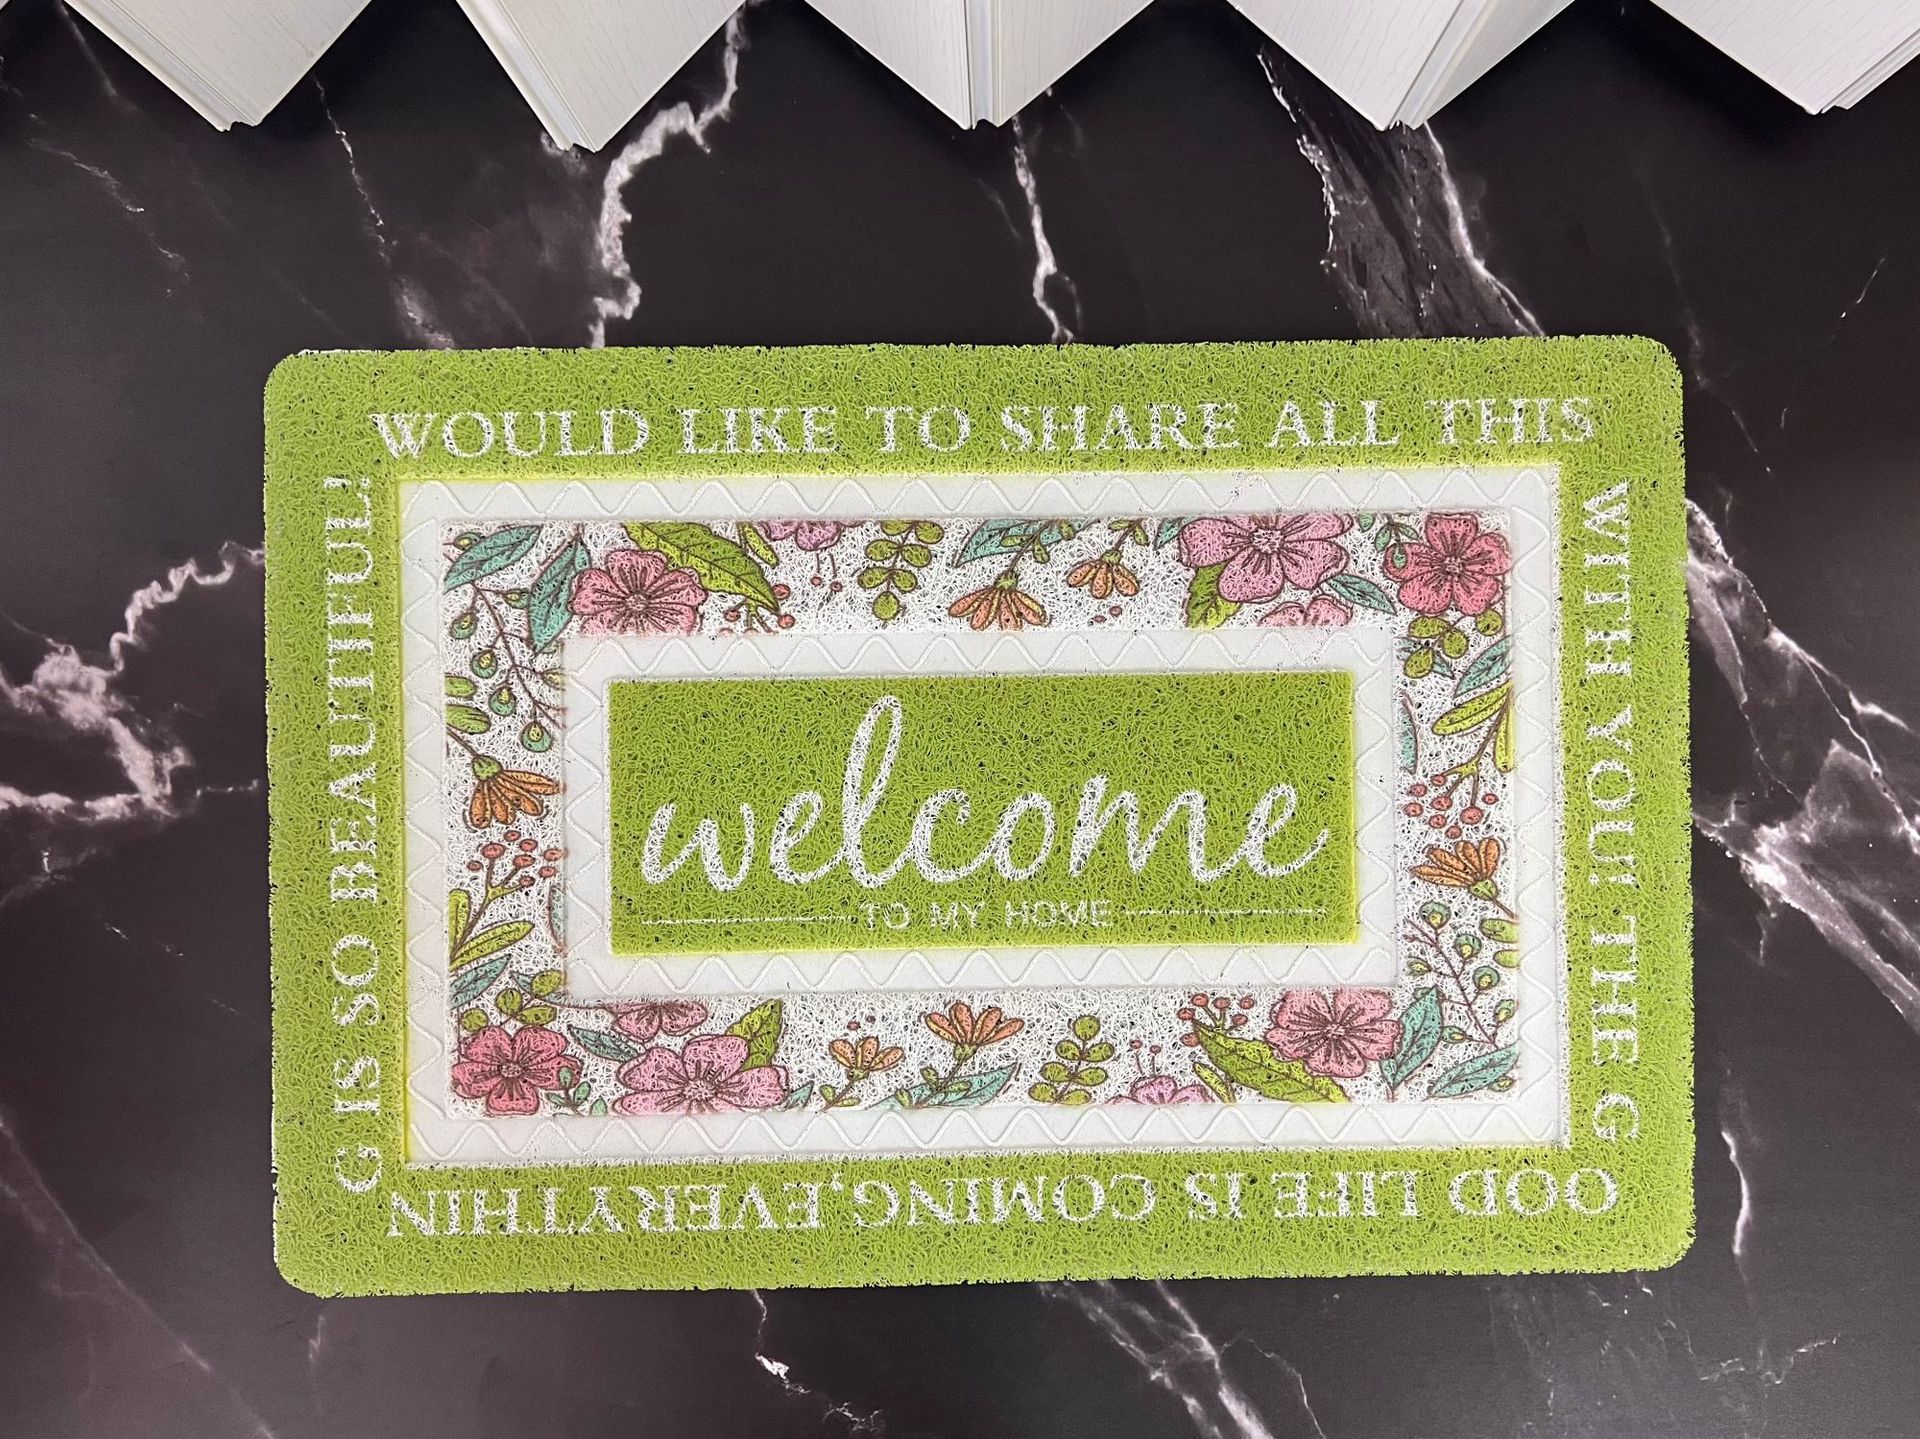 WOULD LIKE TO SHARE ALL THIS
WITH YOU! THE G
OOD LIFE IS COMING,EVERYTHIN
G IS SO BEAUTIFUL!
welcome
TO MY HOME